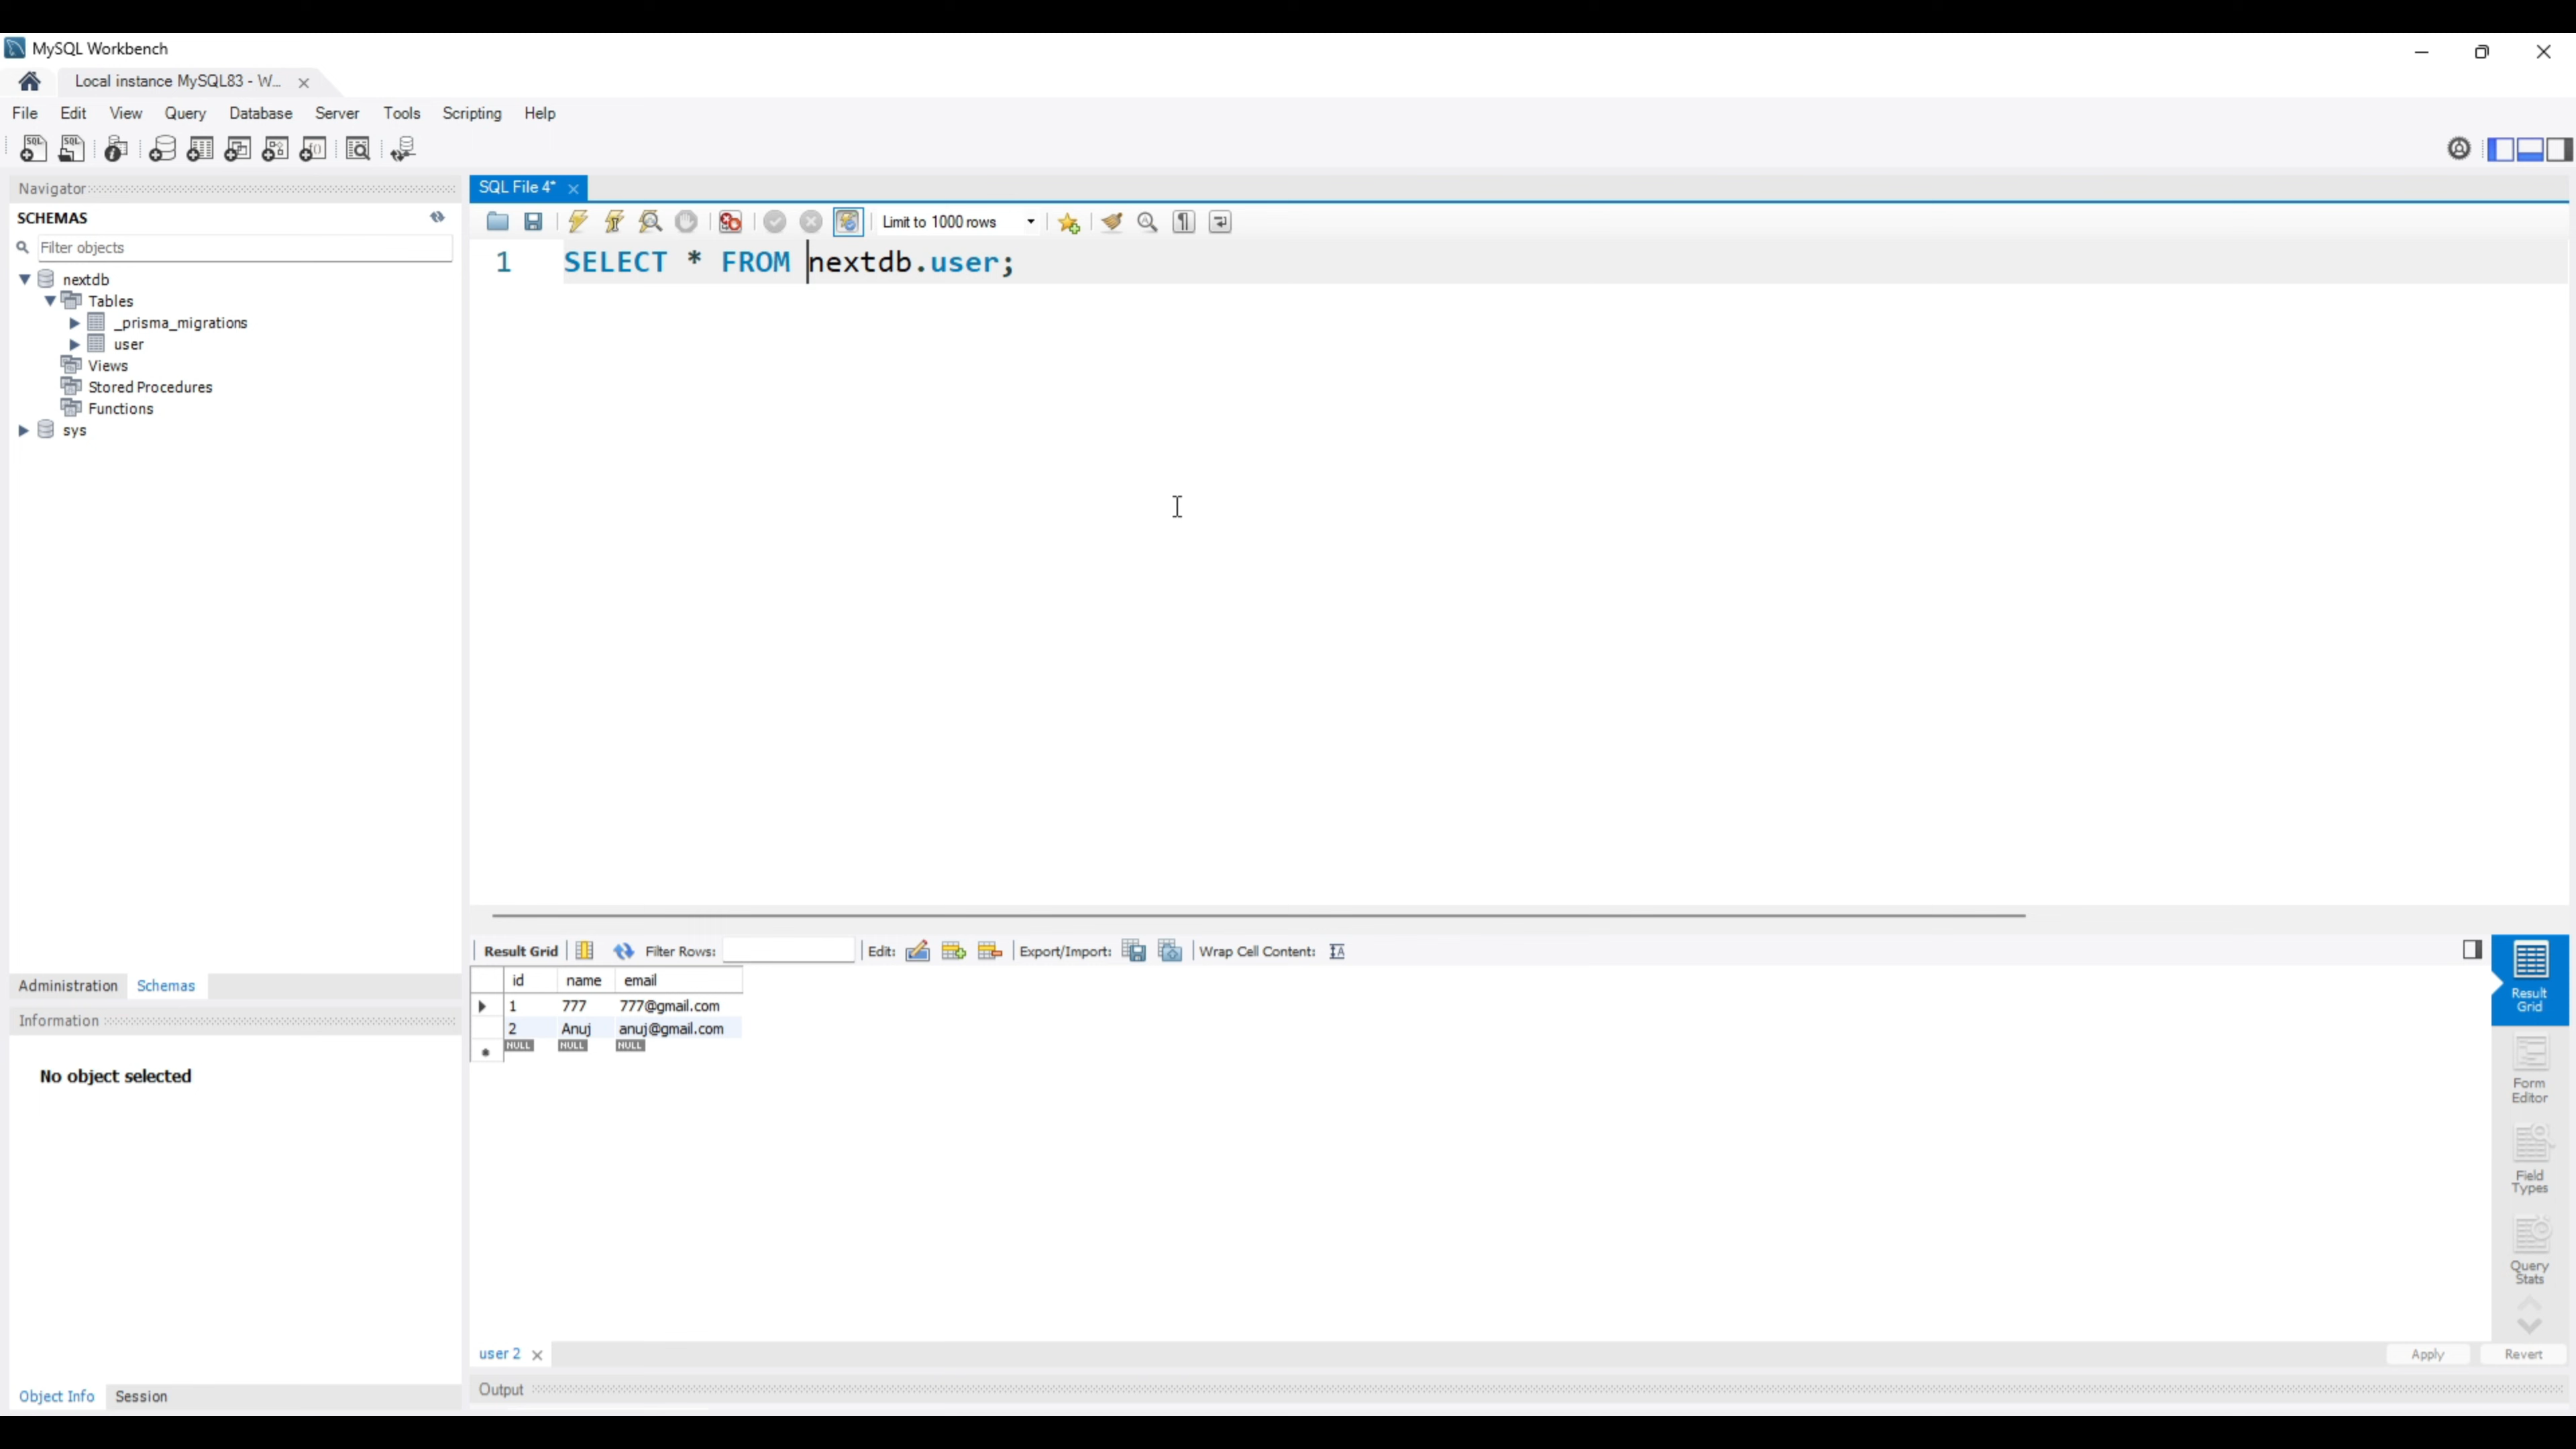 MySQL Workbench
Local instance MySQL83 - W... ×
File Edit View Query Database Server Tools Scripting Help
Navigator
SCHEMAS
Filter objects
nextdb
Tables
_prisma_migrations
user
Views
Stored Procedures
Functions
sys
Administration Schemas
Information
No object selected
Object Info Session
SQL File 4* ×
Limit to 1000 rows
1 SELECT * FROM nextdb.user;
Result Grid Filter Rows: Edit: Export/Import: Wrap Cell Content:
id name email
1 777 777@gmail.com
2 Anuj anuj@gmail.com
NULL NULL NULL
Result
Grid
Form
Editor
Field
Types
Query
Stats
user 2 × Apply Revert
Output